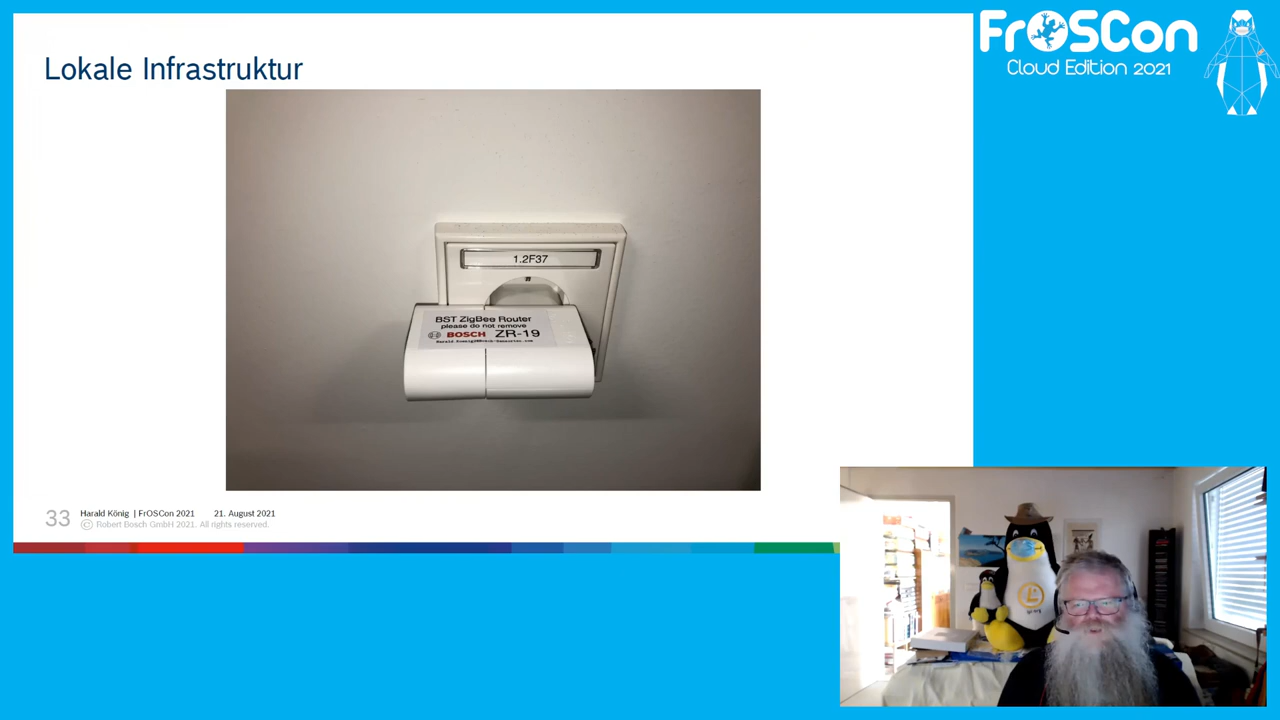 Lokale Infrastruktur
1.2F37
BST ZigBee Router
please do not remove
BOSCH ZR-19
33 Harald König | FrOSCon 2021 21. August 2021
© Robert Bosch GmbH 2021. All rights reserved.
FrOSCon
Cloud Edition 2021